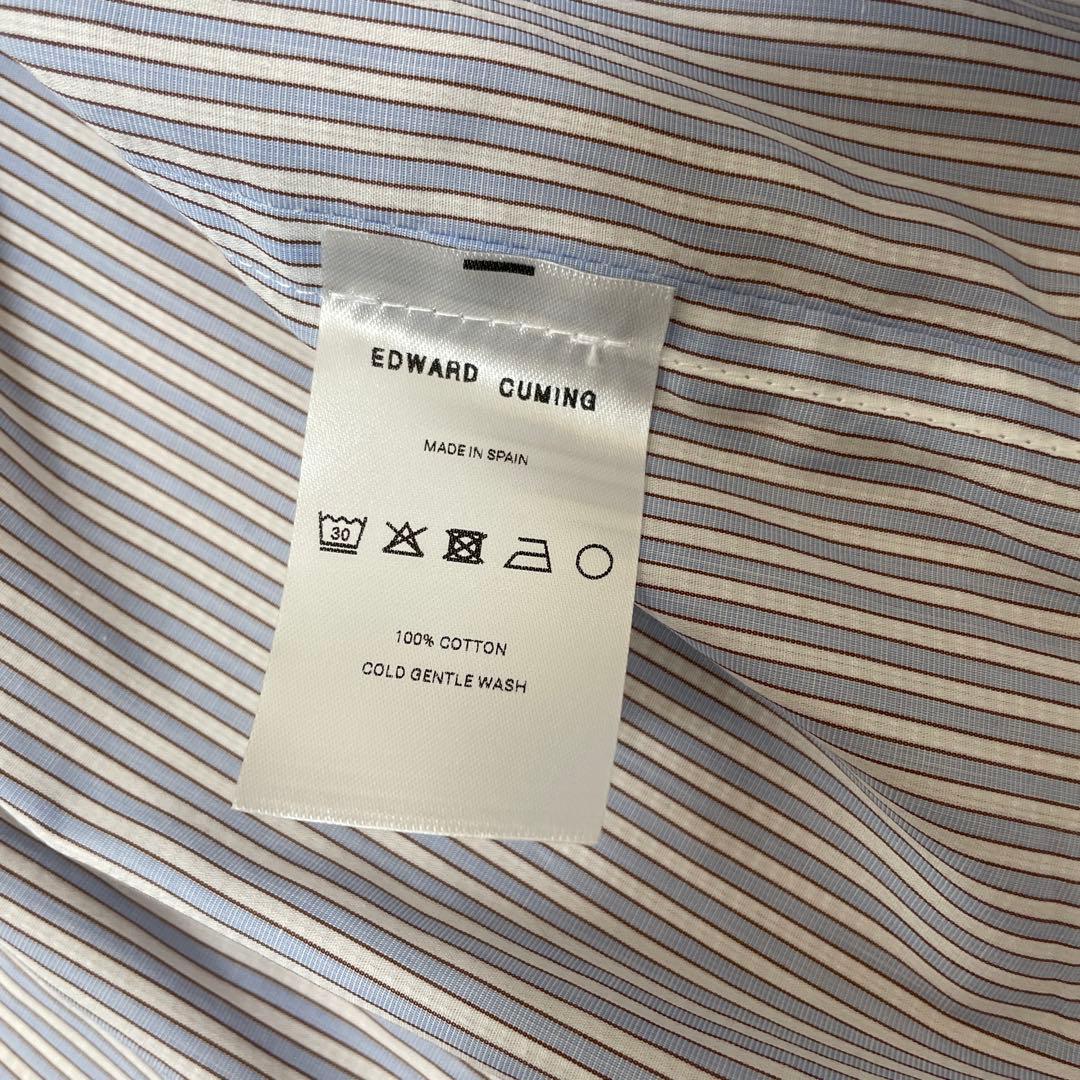 EDWARD CUMING
MADE IN SPAIN
30
100% COTTON
COLD GENTLE WASH